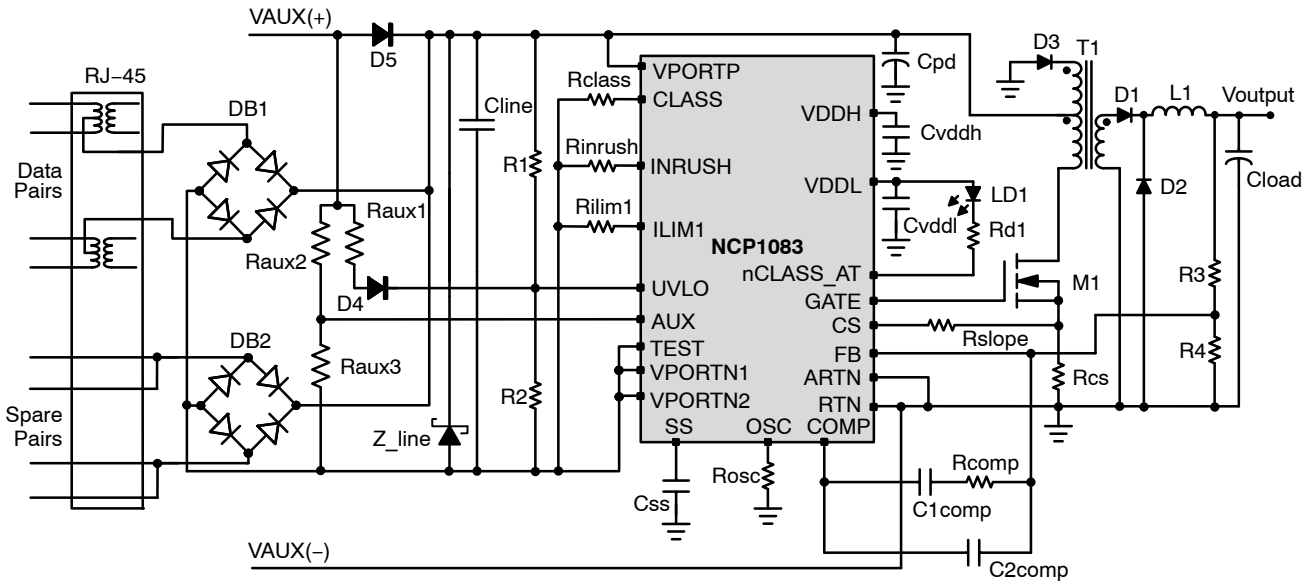 VAUX(+)
D5
RJ–45
DB1
Data
Pairs
Raux1
Raux2
D4
Raux3
DB2
Spare
Pairs
Z_line
Cline
R1
R2
Rclass
Rinrush
Rilim1
VPORTP
CLASS
INRUSH
ILIM1
NCP1083
UVLO
AUX
TEST
VPORTN1
VPORTN2
SS
OSC
COMP
VDDH
VDDL
nCLASS_AT
GATE
CS
FB
ARTN
RTN
Cpd
Cvddh
Cvddl
LD1
Rd1
D3
T1
D1
L1
Voutput
D2
Cload
M1
R3
Rslope
R4
Rcs
Css
Rosc
Rcomp
C1comp
C2comp
VAUX(–)